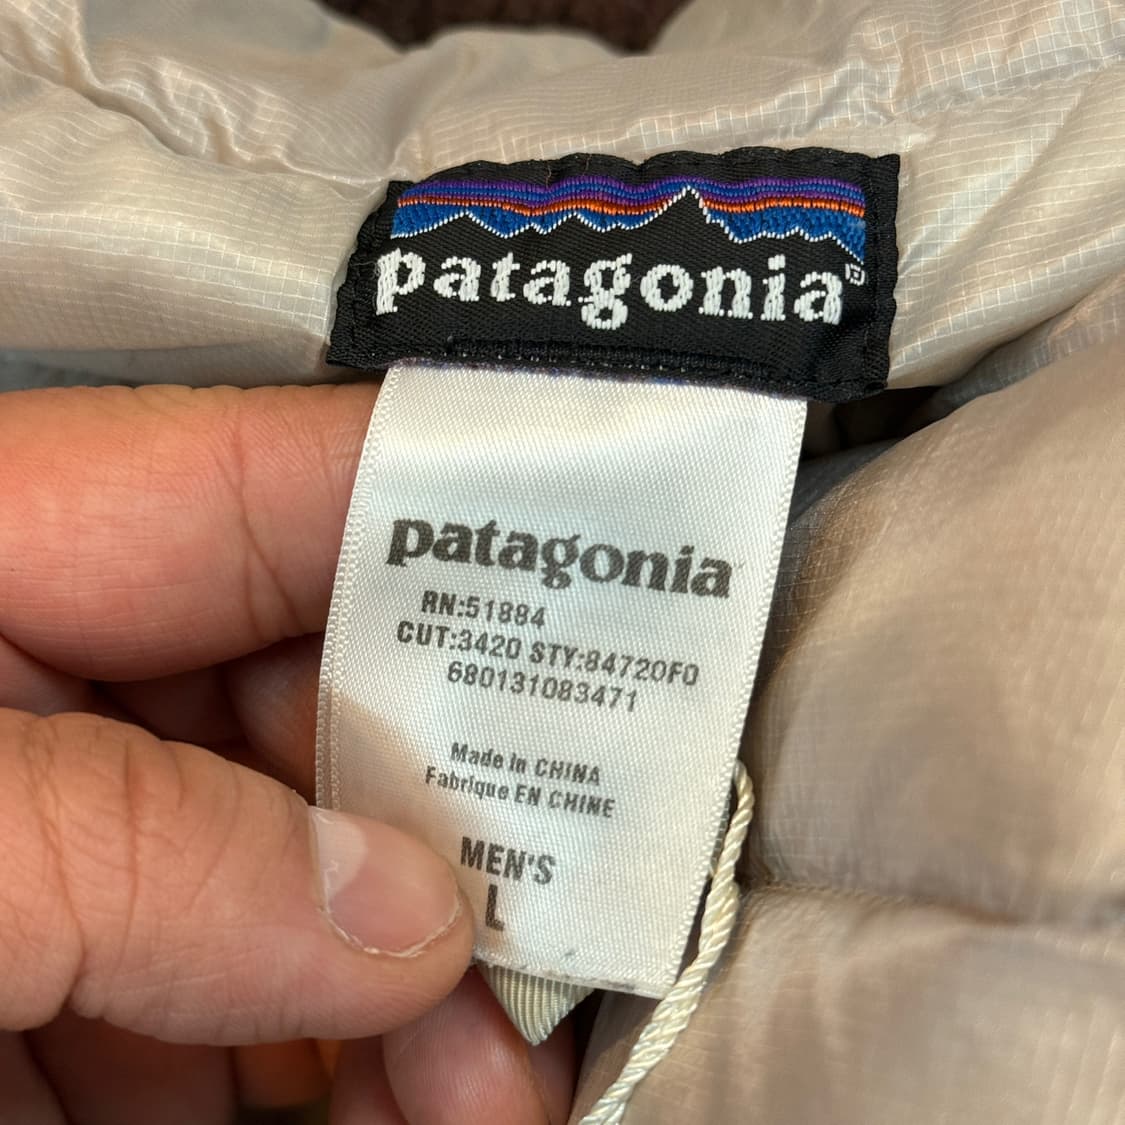 patagonia®
patagonia
RN:51884
CUT:3420 STY:84720F0
680131083471
Made in CHINA
Fabrique EN CHINE
MEN'S
L